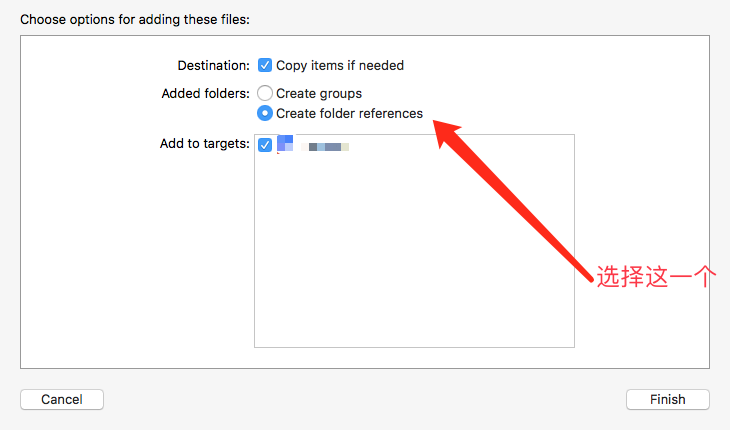 Choose options for adding these files:
Destination: Copy items if needed
Added folders: Create groups
Create folder references
Add to targets:
选择这一个
Cancel Finish